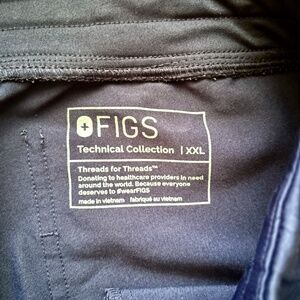 FIGS
Technical Collection | XXL
Threads for Threads™
Donating to healthcare providers in need
around the world. Because everyone
deserves to #wearFIGS
made in vietnam fabriqué au vietnam